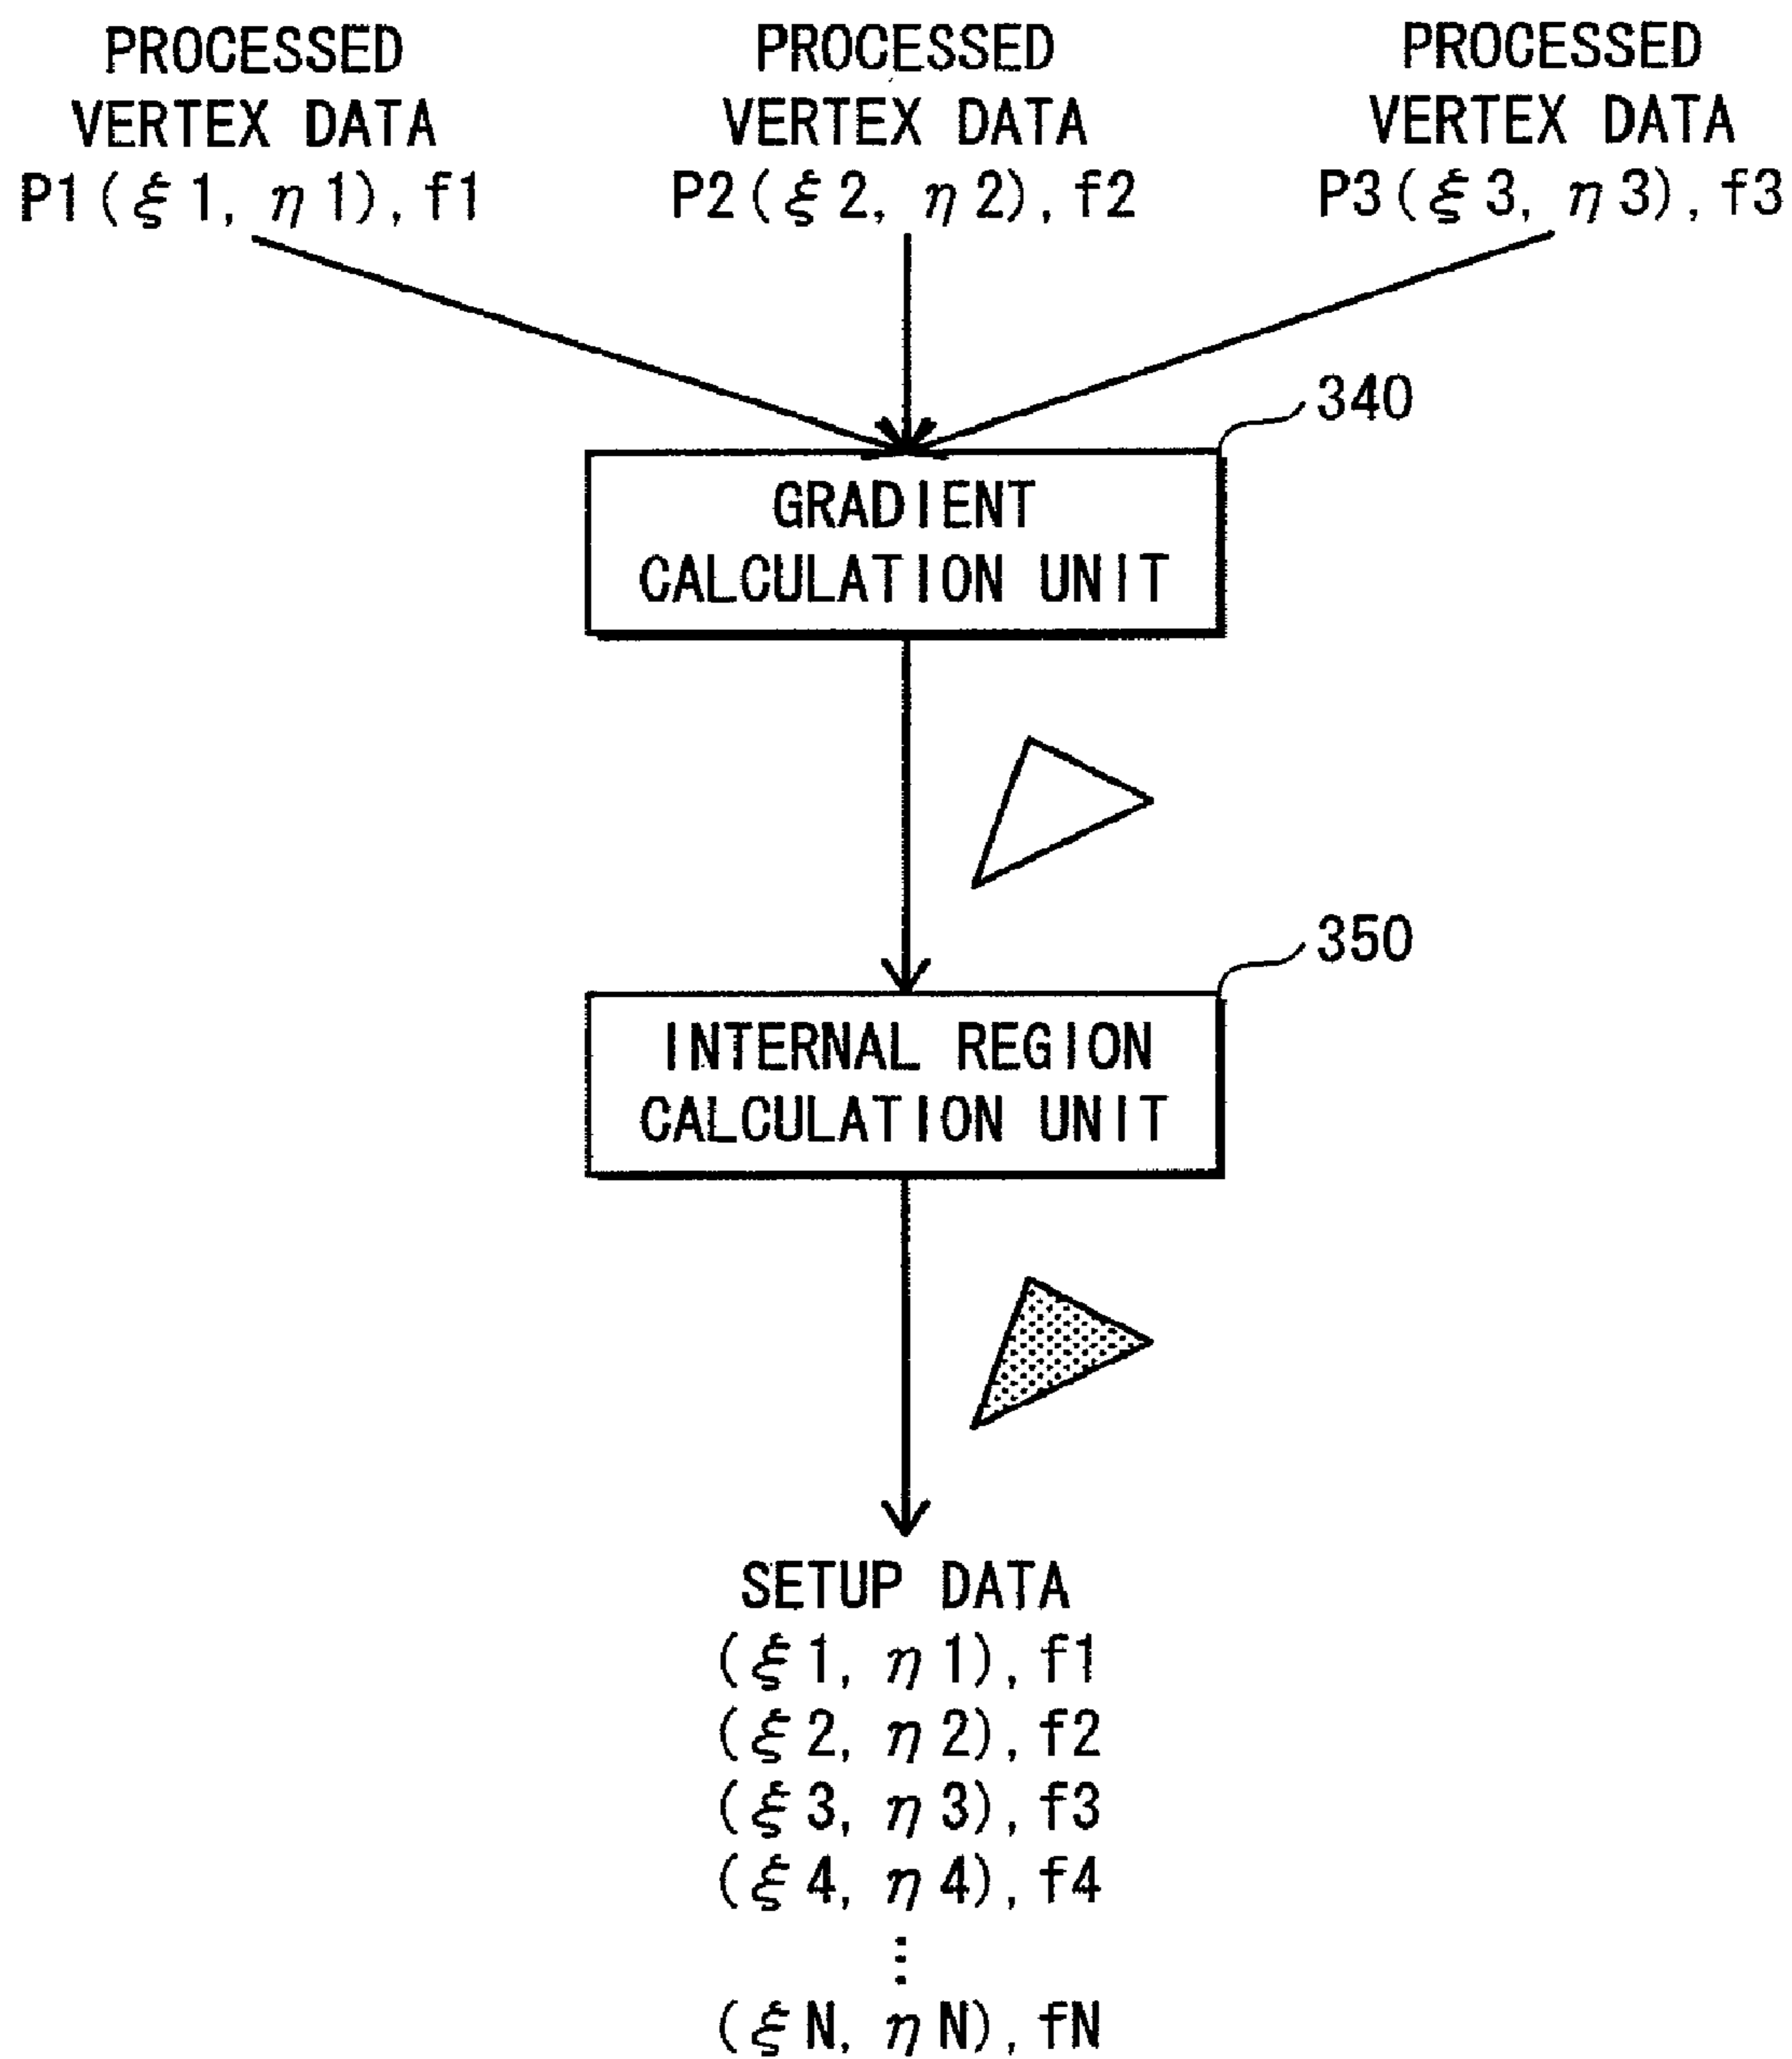 PROCESSED
VERTEX DATA
P1(ξ1, η1), f1
PROCESSED
VERTEX DATA
P2(ξ2, η2), f2
PROCESSED
VERTEX DATA
P3(ξ3, η3), f3
340
GRADIENT
CALCULATION UNIT
350
INTERNAL REGION
CALCULATION UNIT
SETUP DATA
(ξ1, η1), f1
(ξ2, η2), f2
(ξ3, η3), f3
(ξ4, η4), f4
⋮
(ξN, ηN), fN